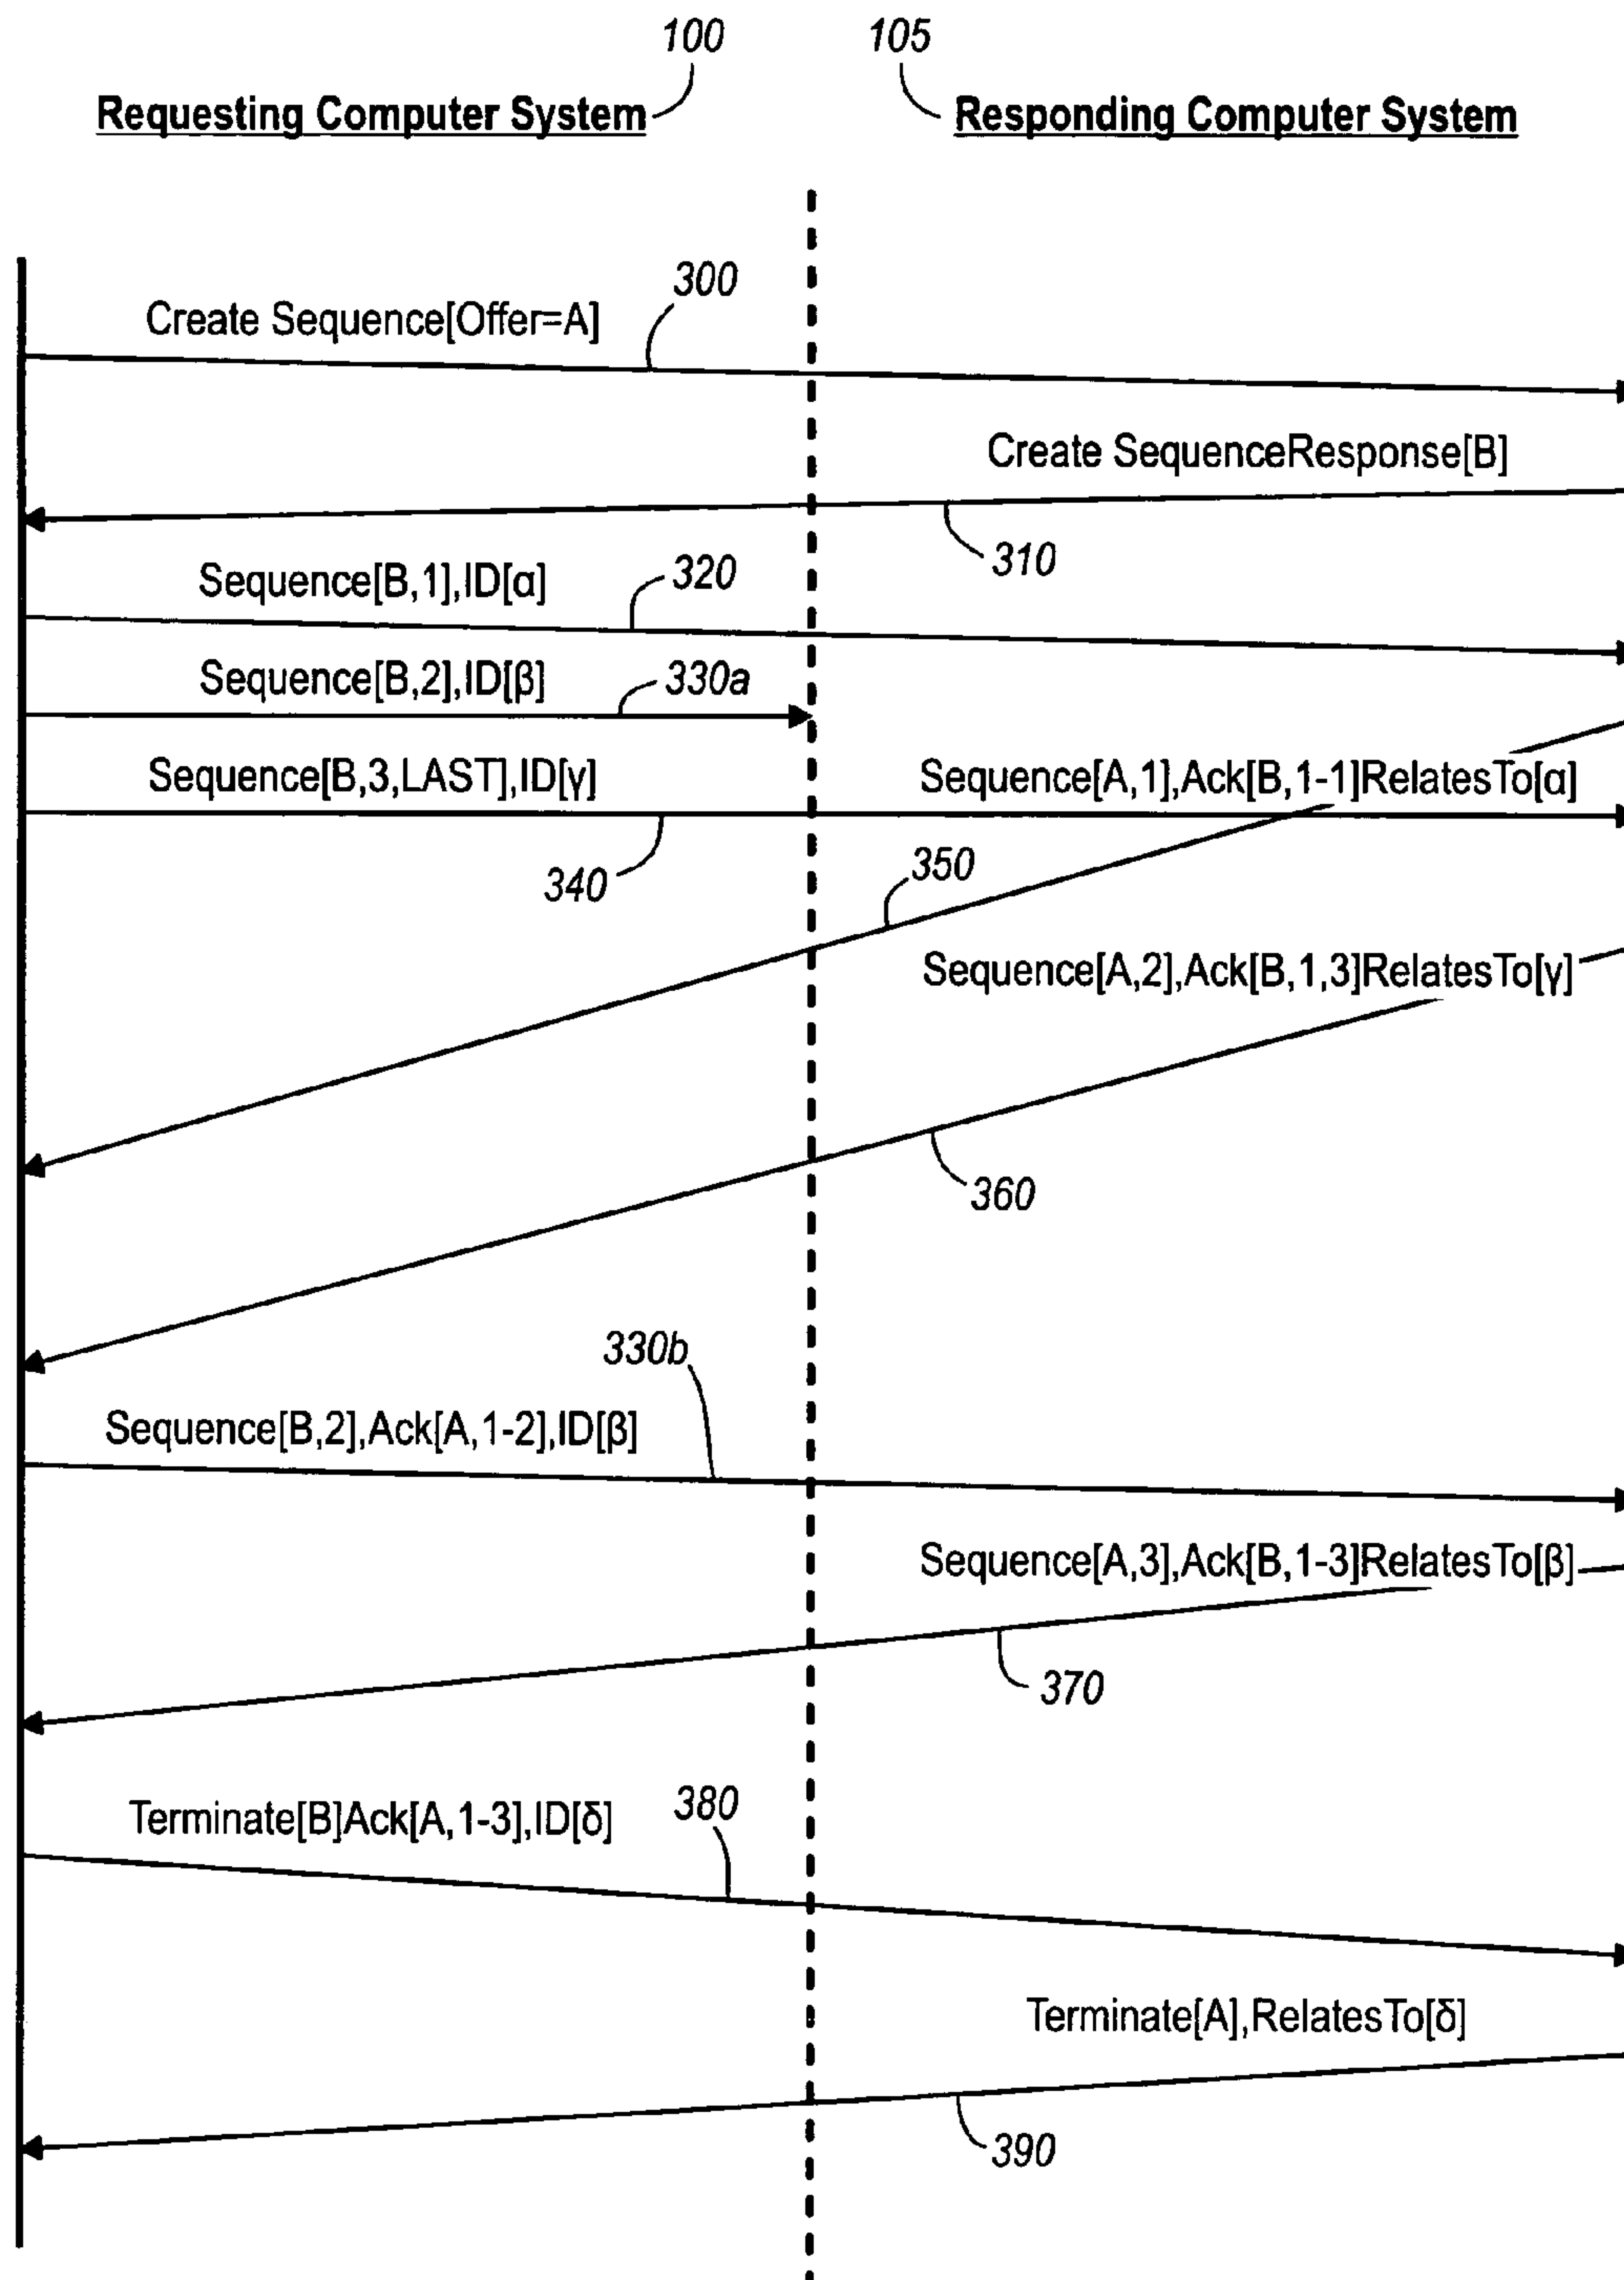 100
105
Requesting Computer System
Responding Computer System
300
Create Sequence[Offer=A]
Create SequenceResponse[B]
310
Sequence[B,1],ID[α]
320
Sequence[B,2],ID[β]
330a
Sequence[B,3,LAST],ID[γ]
Sequence[A,1],Ack[B,1-1]RelatesTo[α]
340
350
Sequence[A,2],Ack[B,1,3]RelatesTo[γ]
360
330b
Sequence[B,2],Ack[A,1-2],ID[β]
Sequence[A,3],Ack[B,1-3]RelatesTo[β]
370
Terminate[B]Ack[A,1-3],ID[δ]
380
Terminate[A],RelatesTo[δ]
390